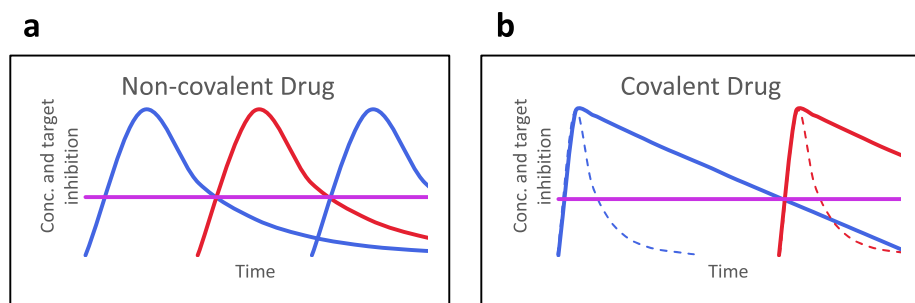 a
Non-covalent Drug
Conc. and target
inhibition
Time
b
Covalent Drug
Conc. and target
inhibition
Time